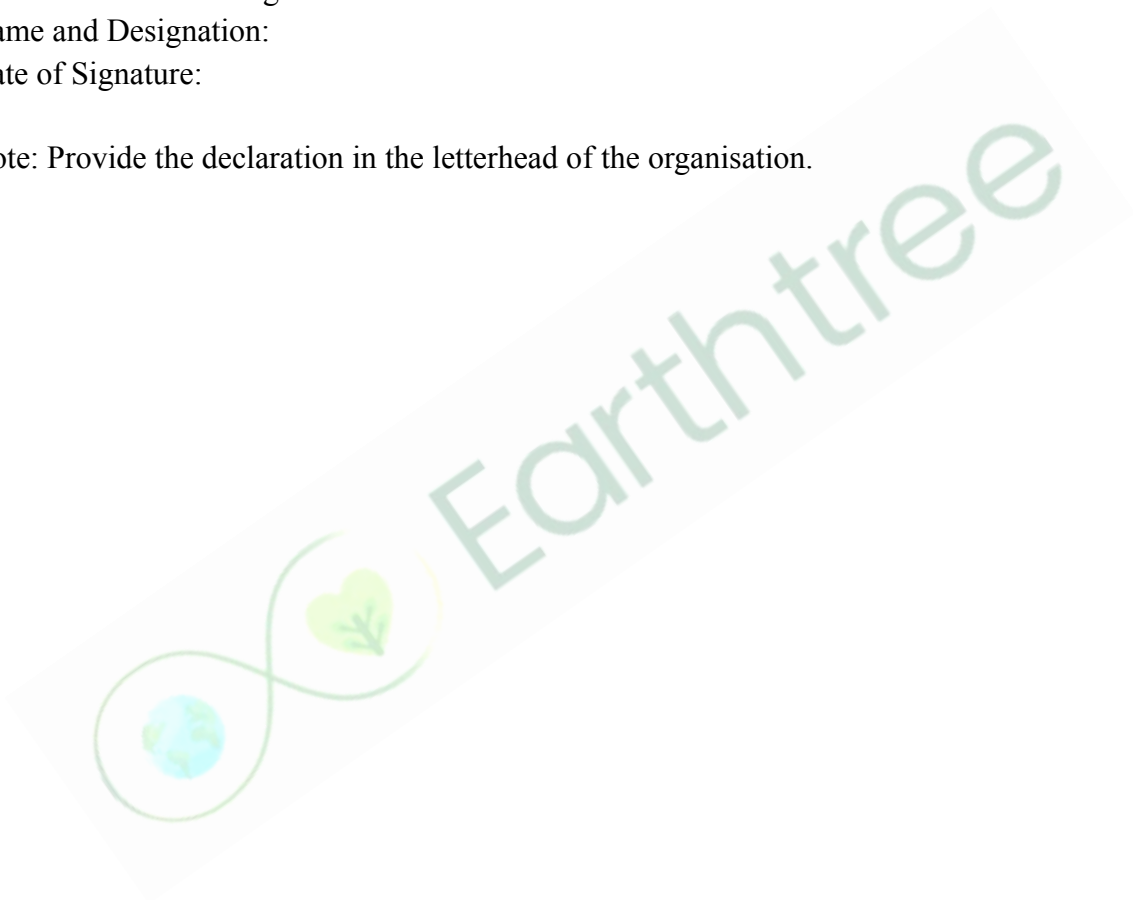 ame and Designation:
ate of Signature:
ote: Provide the declaration in the letterhead of the organisation.
Earthtree